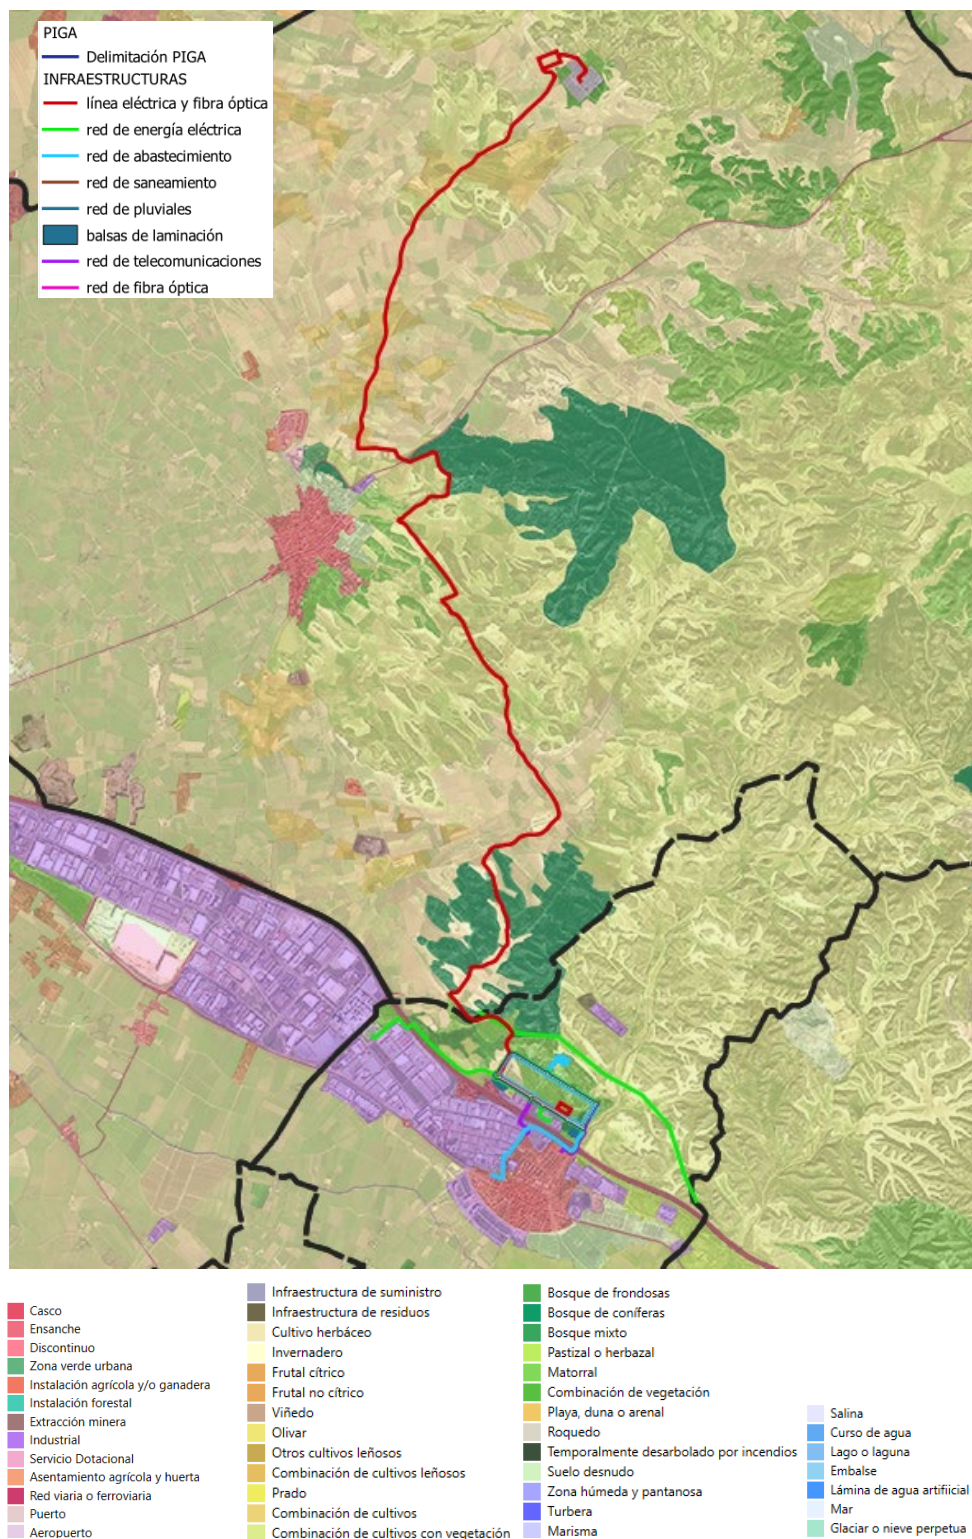 PIGA
Delimitación PIGA
INFRAESTRUCTURAS
línea eléctrica y fibra óptica
red de energía eléctrica
red de abastecimiento
red de saneamiento
red de pluviales
balsas de laminación
red de telecomunicaciones
red de fibra óptica
Casco
Ensanche
Discontinuo
Zona verde urbana
Instalación agrícola y/o ganadera
Instalación forestal
Extracción minera
Industrial
Servicio Dotacional
Asentamiento agrícola y huerta
Red viaria o ferroviaria
Puerto
Aeropuerto
Infraestructura de suministro
Infraestructura de residuos
Cultivo herbáceo
Invernadero
Frutal cítrico
Frutal no cítrico
Viñedo
Olivar
Otros cultivos leñosos
Combinación de cultivos leñosos
Prado
Combinación de cultivos
Combinación de cultivos con vegetación
Bosque de frondosas
Bosque de coníferas
Bosque mixto
Pastizal o herbazal
Matorral
Combinación de vegetación
Playa, duna o arenal
Roquedo
Temporalmente desarbolado por incendios
Suelo desnudo
Zona húmeda y pantanosa
Turbera
Marisma
Salina
Curso de agua
Lago o laguna
Embalse
Lámina de agua artifiicial
Mar
Glaciar o nieve perpetua